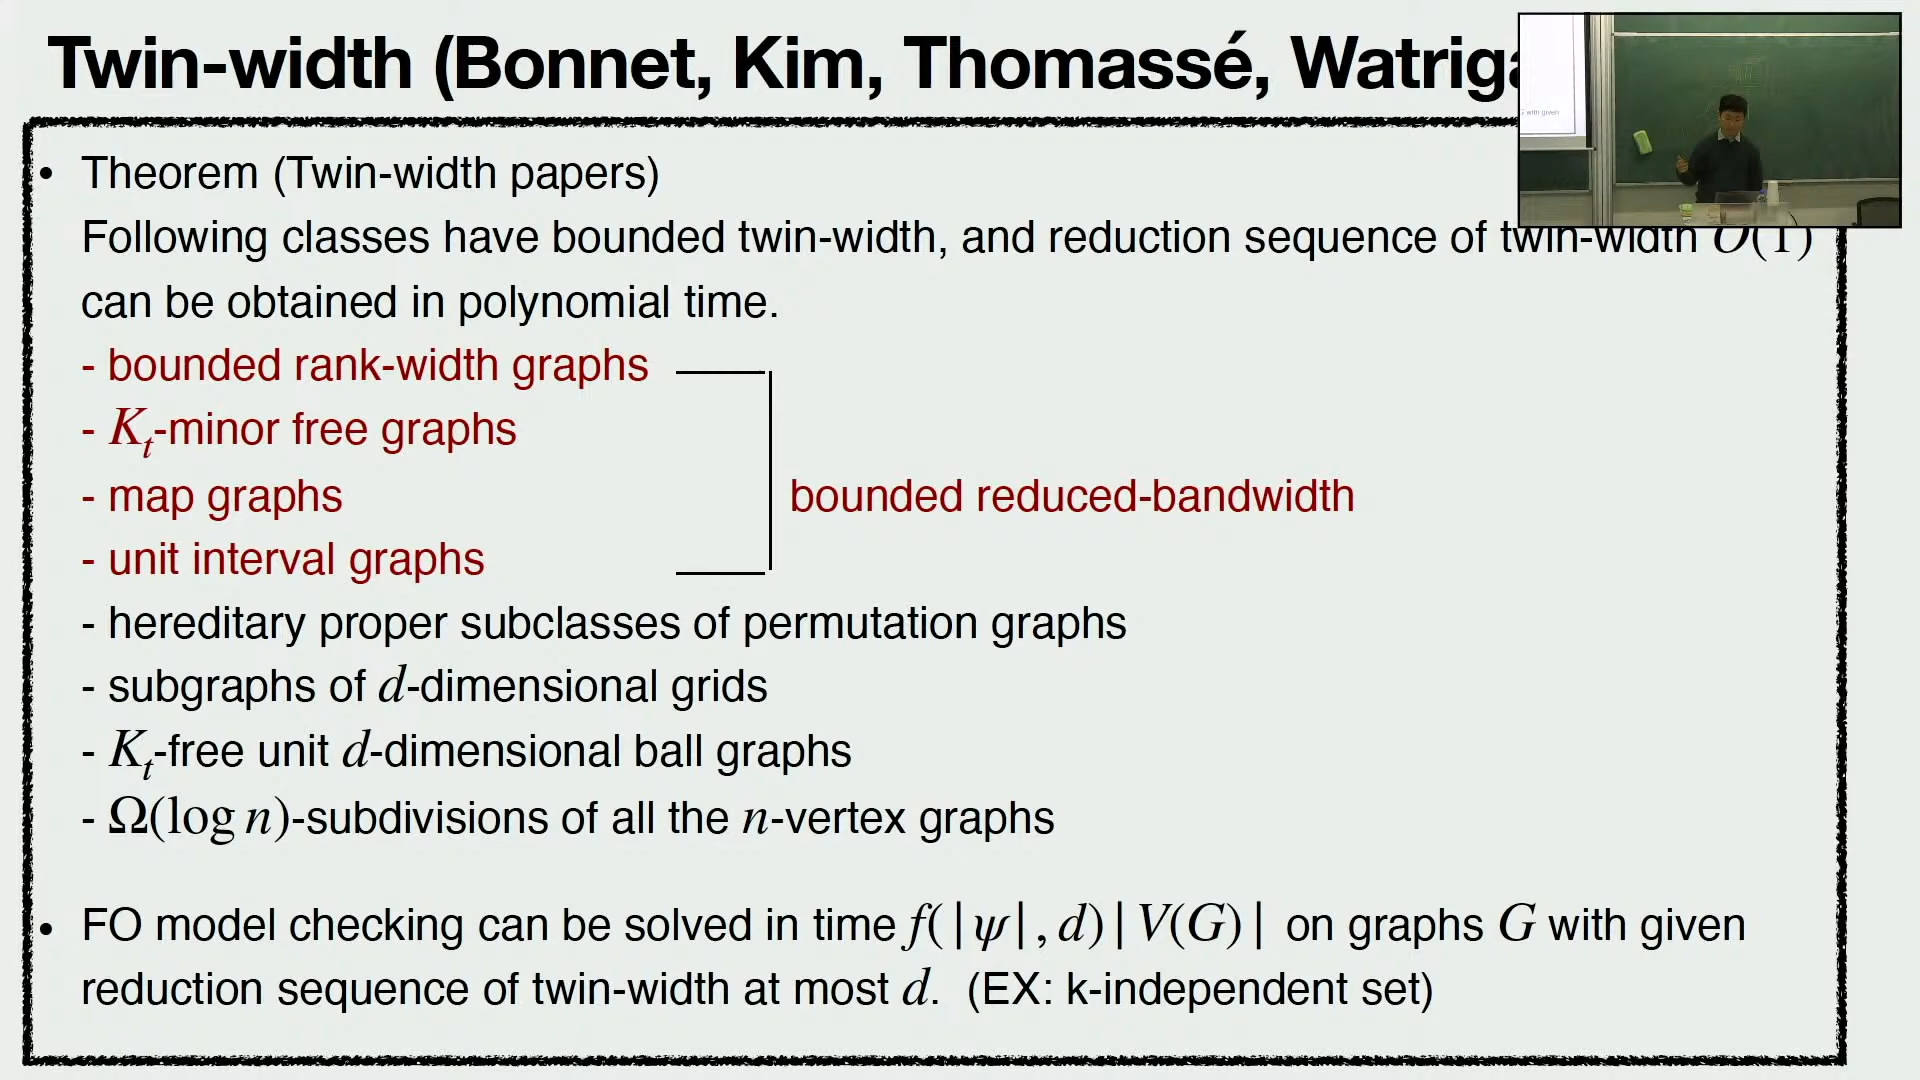 Twin-width (Bonnet, Kim, Thomassé,
• Theorem (Twin-width papers)
Following classes have bounded twin-width, and reduction sequence of twin-width O(1)
can be obtained in polynomial time.
- bounded rank-width graphs
- Kₜ-minor free graphs
- map graphs
bounded reduced-bandwidth
- unit interval graphs
- hereditary proper subclasses of permutation graphs
- subgraphs of d-dimensional grids
- Kₜ-free unit d-dimensional ball graphs
- Ω(log n)-subdivisions of all the n-vertex graphs
• FO model checking can be solved in time f(|ψ|, d)|V(G)| on graphs G with given
reduction sequence of twin-width at most d. (EX: k-independent set)
with given